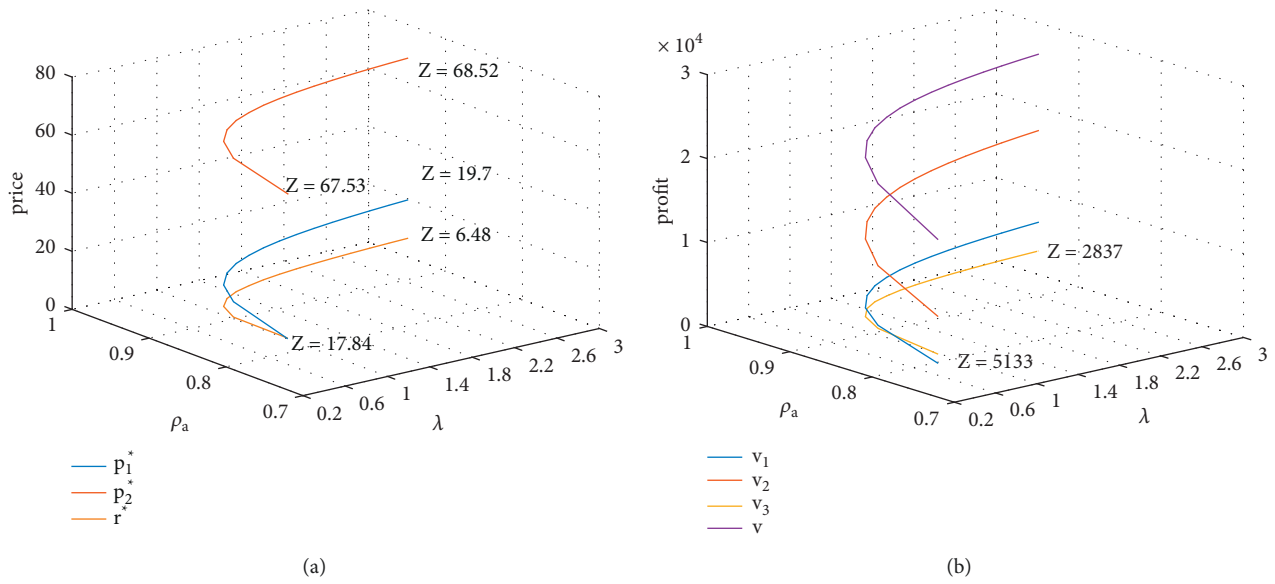 80
60
40
20
0
price
1
0.9
0.8
0.7
ρa
0.2
0.6
1
1.4
1.8
2.2
2.6
3
λ
Z = 68.52
Z = 67.53
Z = 19.7
Z = 6.48
Z = 17.84
p1*
p2*
r*
(a)
× 10^4
3
2
1
0
profit
1
0.9
0.8
0.7
ρa
0.2
0.6
1
1.4
1.8
2.2
2.6
3
λ
Z = 2837
Z = 5133
v1
v2
v3
v
(b)